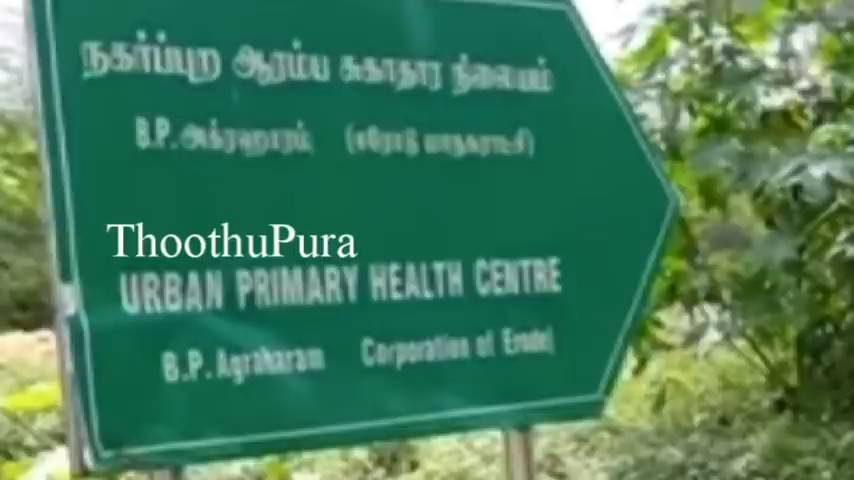 நகர்ப்புற ஆரம்ப சுகாதார நிலையம்
B.P. அக்ரஹாரம் (ஈரோடு மாநகராட்சி)
ThoothuPura
URBAN PRIMARY HEALTH CENTRE
B.P. Agraharam Corporation of Erode